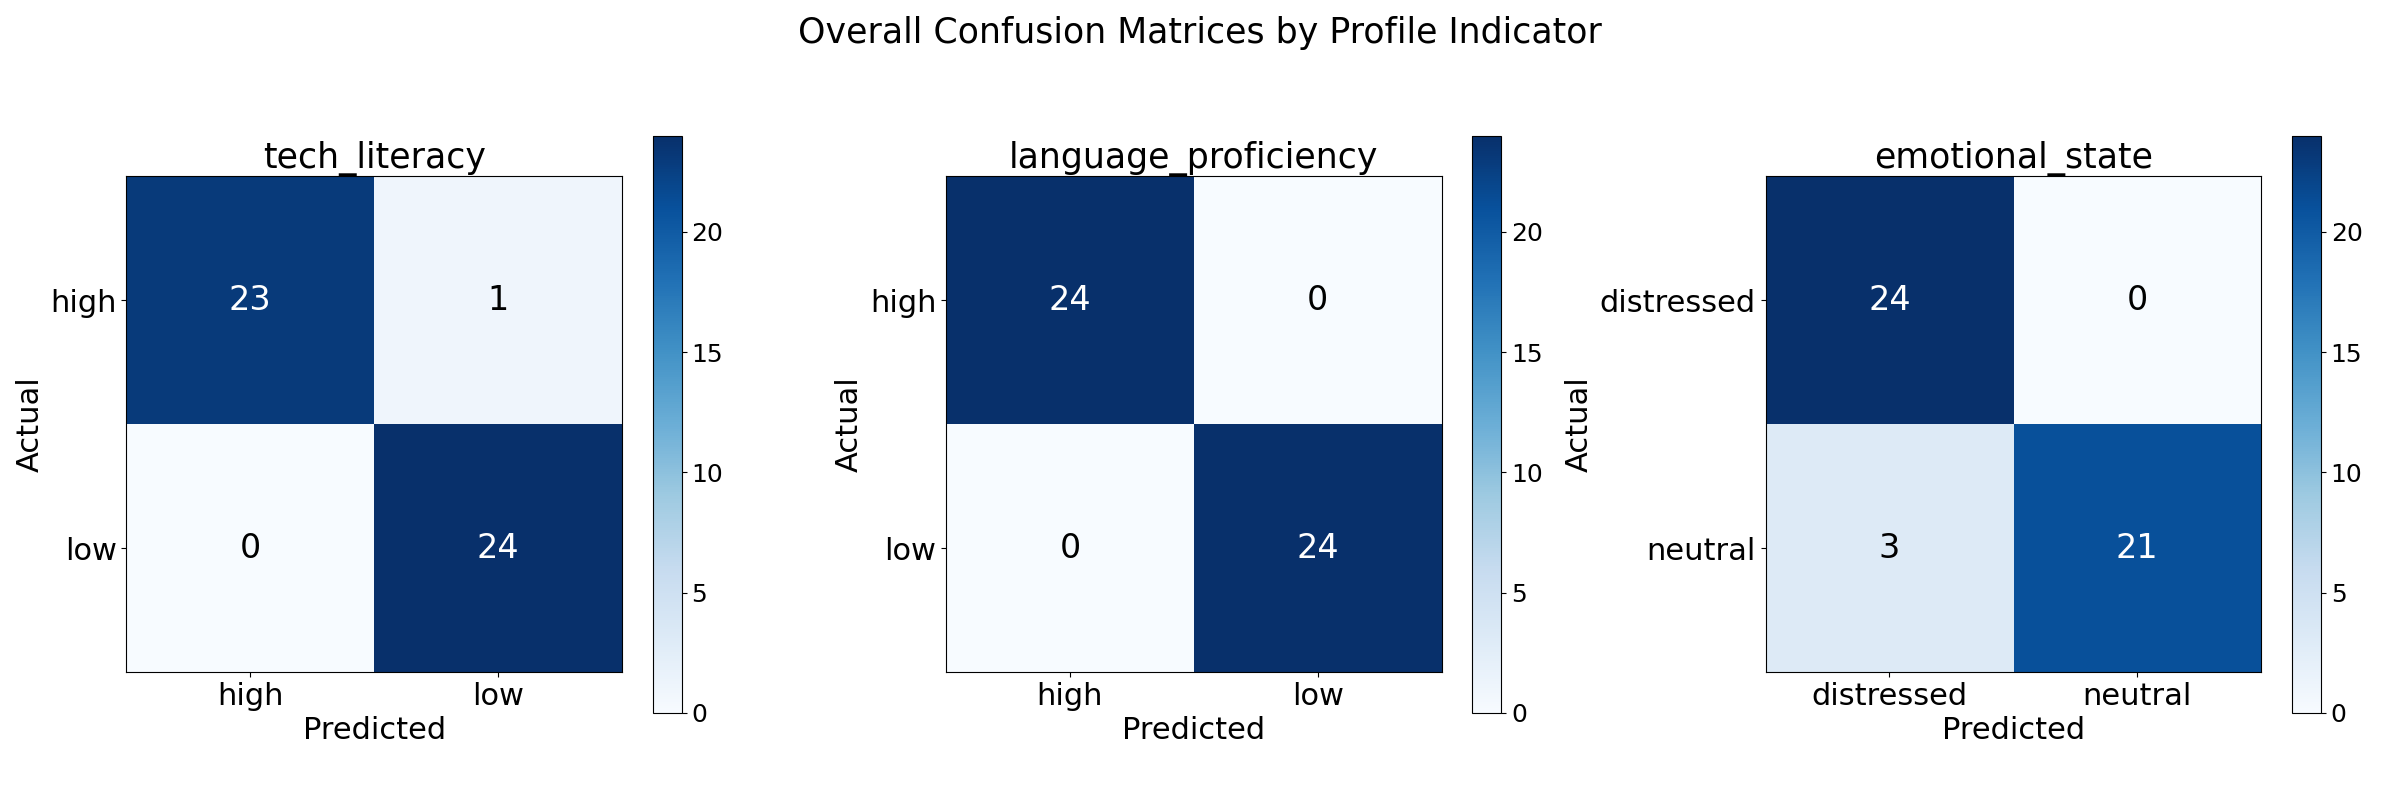 Overall Confusion Matrices by Profile Indicator
tech_literacy
Actual
high
23
1
low
0
24
high
low
Predicted
20
15
10
5
0
language_proficiency
Actual
high
24
0
low
0
24
high
low
Predicted
20
15
10
5
0
emotional_state
Actual
distressed
24
0
neutral
3
21
distressed
neutral
Predicted
20
15
10
5
0